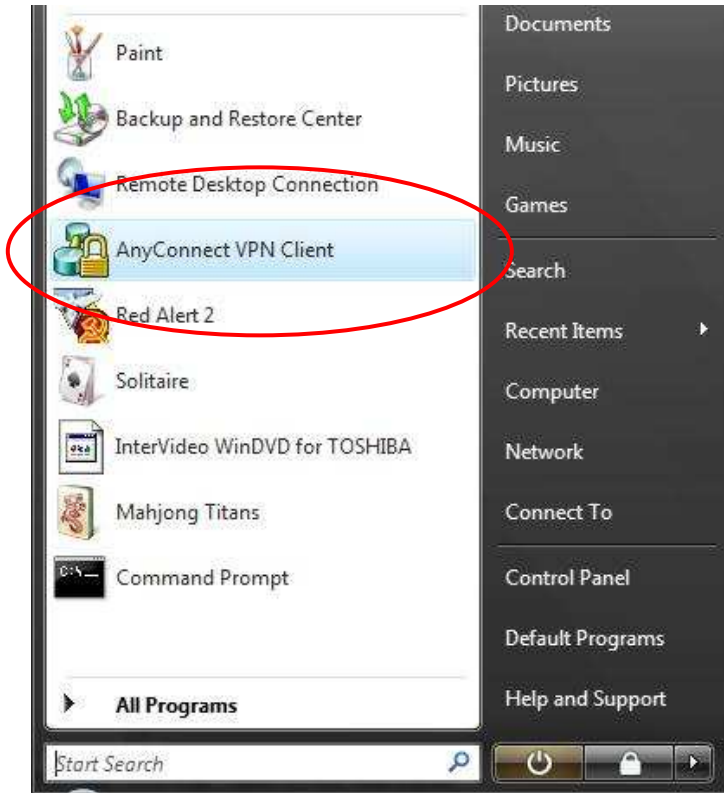 Paint
Backup and Restore Center
Remote Desktop Connection
AnyConnect VPN Client
Red Alert 2
Solitaire
InterVideo WinDVD for TOSHIBA
Mahjong Titans
Command Prompt
All Programs
Start Search
Documents
Pictures
Music
Games
Search
Recent Items
Computer
Network
Connect To
Control Panel
Default Programs
Help and Support